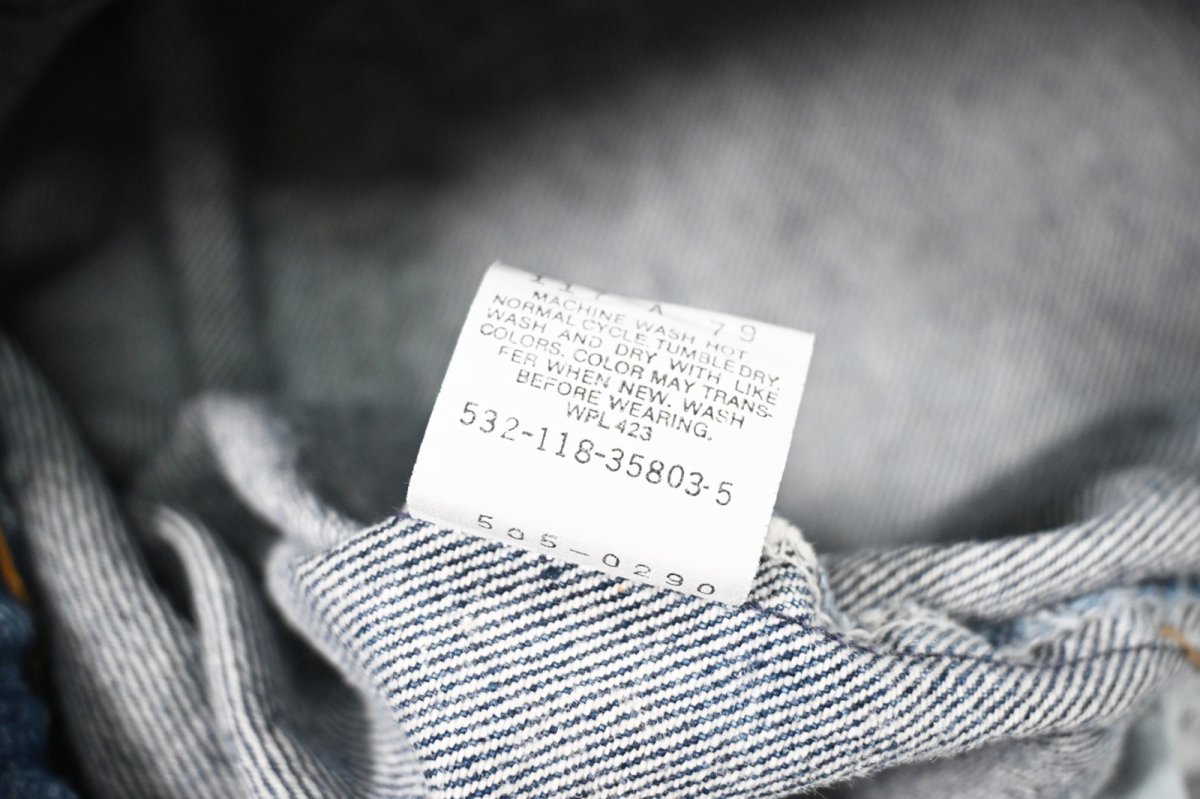 A 79
MACHINE WASH HOT
NORMAL CYCLE, TUMBLE DRY.
WASH AND DRY WITH LIKE
COLORS. COLOR MAY TRANS-
FER WHEN NEW. WASH
BEFORE WEARING.
WPL 423
532-118-35803-5
505-0290